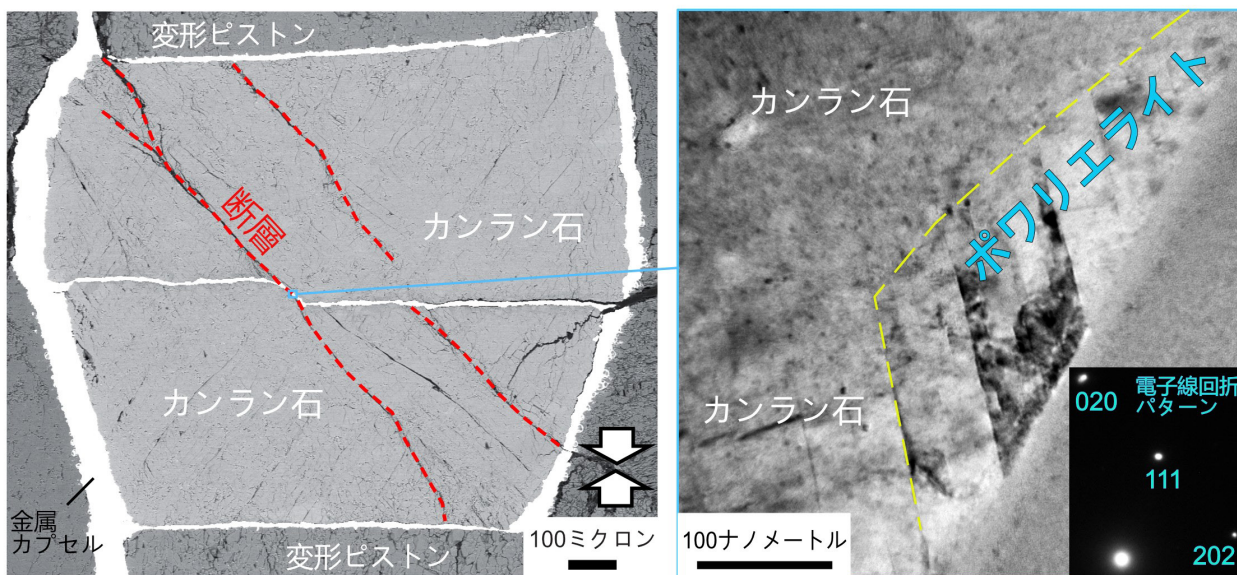 変形ピストン
断層
カンラン石
カンラン石
金属
カプセル
変形ピストン
100ミクロン
カンラン石
ポワリエライト
カンラン石
100ナノメートル
020
電子線回折
パターン
111
202